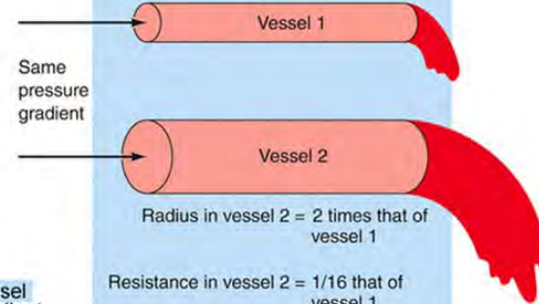 Vessel 1
Same
pressure
gradient
Vessel 2
Radius in vessel 2 = 2 times that of
vessel 1
Resistance in vessel 2 = 1/16 that of
vessel 1
sel